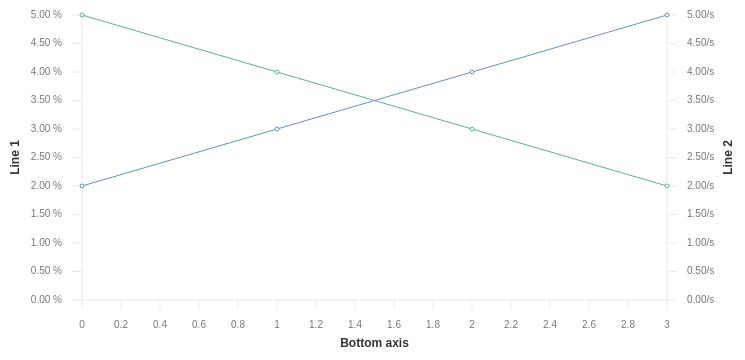 5.00 % 5.00/s
4.50 % 4.50/s
4.00 % 4.00/s
3.50 % 3.50/s
3.00 % 3.00/s
2.50 % 2.50/s
2.00 % 2.00/s
1.50 % 1.50/s
1.00 % 1.00/s
0.50 % 0.50/s
0.00 % 0.00/s
Line 1
Line 2
0 0.2 0.4 0.6 0.8 1 1.2 1.4 1.6 1.8 2 2.2 2.4 2.6 2.8 3
Bottom axis